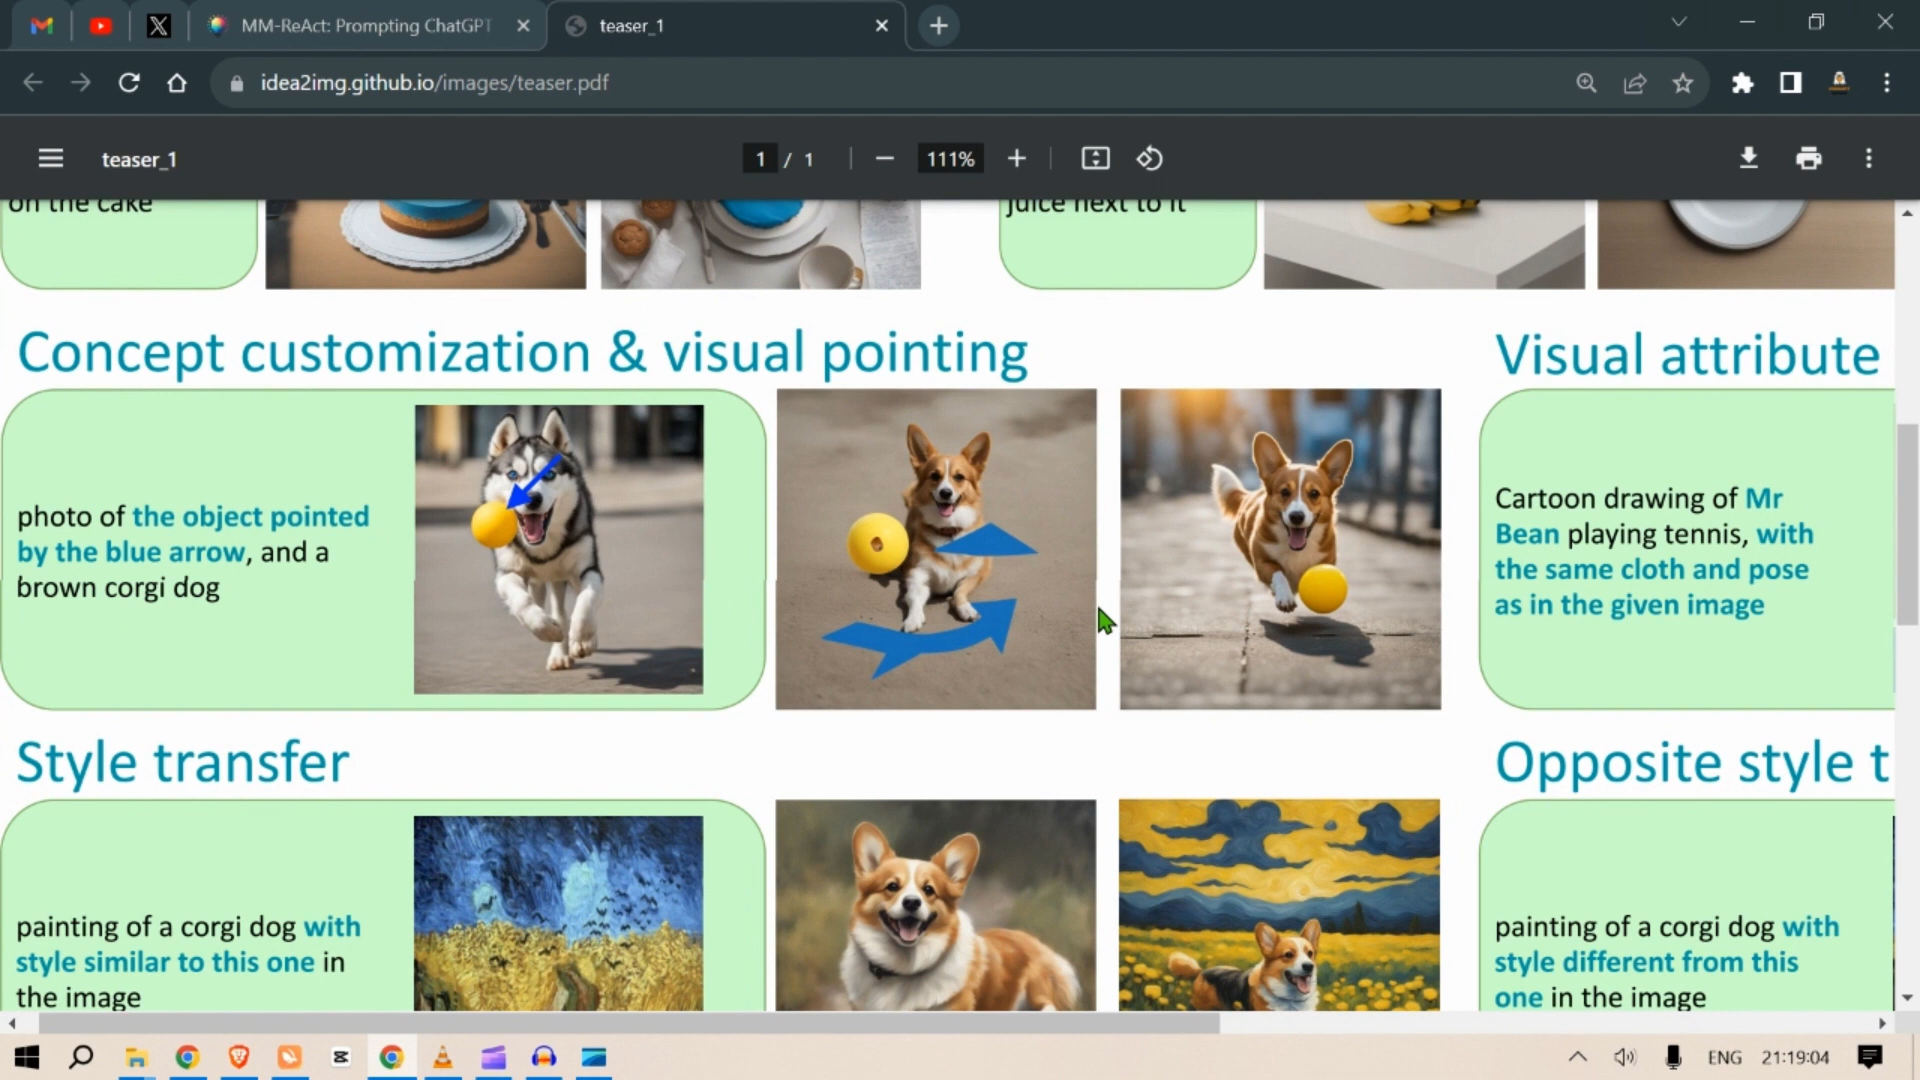 MM-ReAct: Prompting ChatGPT
teaser_1
idea2img.github.io/images/teaser.pdf
teaser_1
1 / 1
111%
on the cake
juice next to it
Concept customization & visual pointing
Visual attribute
photo of the object pointed
by the blue arrow, and a
brown corgi dog
Cartoon drawing of Mr
Bean playing tennis, with
the same cloth and pose
as in the given image
Style transfer
Opposite style t
painting of a corgi dog with
style similar to this one in
the image
painting of a corgi dog with
style different from this
one in the image
ENG
21:19:04